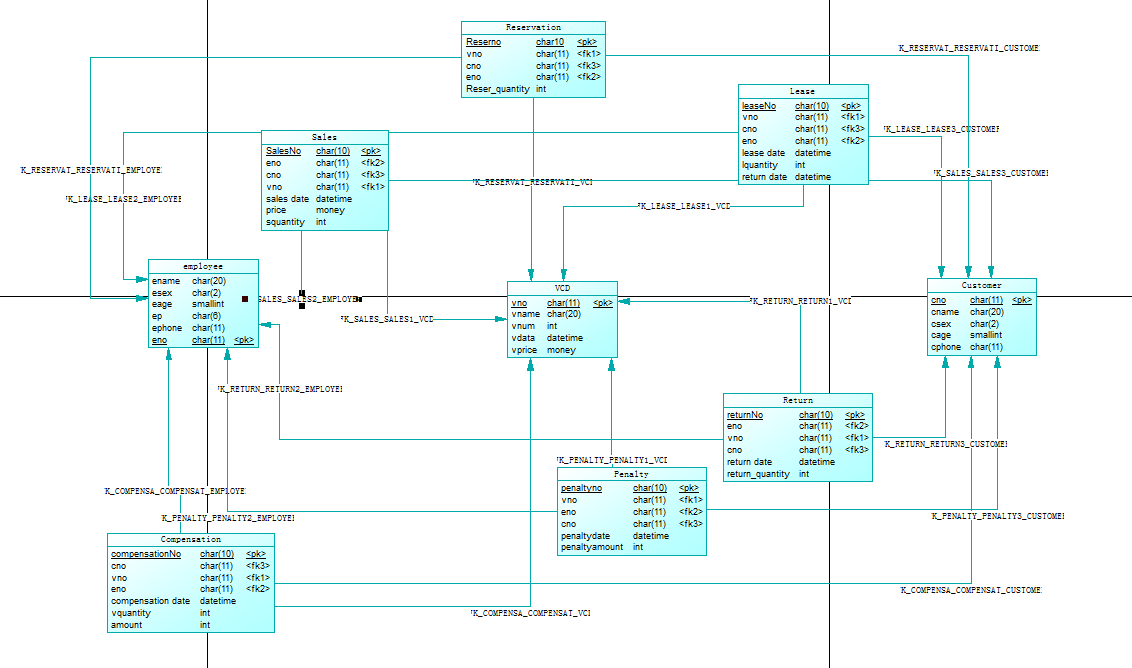 Reservation
Reserno char10 <pk>
vno char(11) <fk1>
cno char(11) <fk3>
eno char(11) <fk2>
Reser_quantity int
K_RESERVAT_RESERVATI_CUSTOME
Lease
leaseNo char(10) <pk>
vno char(11) <fk1>
cno char(11) <fk3>
eno char(11) <fk2>
lease date datetime
lquantity int
return date datetime
K_LEASE_LEASE3_CUSTOMER
Sales
SalesNo char(10) <pk>
eno char(11) <fk2>
cno char(11) <fk3>
vno char(11) <fk1>
sales date datetime
price money
squantity int
K_RESERVAT_RESERVATI_EMPLOYE
K_RESERVAT_RESERVATI_VCI
K_SALES_SALES3_CUSTOMER
K_LEASE_LEASE2_EMPLOYEE
K_LEASE_LEASE1_VCD
employee
ename char(20)
esex char(2)
eage smallint
ep char(6)
ephone char(11)
eno char(11) <pk>
SALES_SALES2_EMPLOYE
K_SALES_SALES1_VCD
VCD
vno char(11) <pk>
vname char(20)
vnum int
vdata datetime
vprice money
K_RETURN_RETURN1_VCD
Customer
cno char(11) <pk>
cname char(20)
csex char(2)
cage smallint
cphone char(11)
K_RETURN_RETURN2_EMPLOYEE
Return
returnNo char(10) <pk>
eno char(11) <fk2>
vno char(11) <fk1>
cno char(11) <fk3>
return date datetime
return_quantity int
K_RETURN_RETURN3_CUSTOME
K_PENALTY_PENALTY1_VCD
Penalty
penaltyno char(10) <pk>
vno char(11) <fk1>
eno char(11) <fk2>
cno char(11) <fk3>
penaltydate datetime
penaltyamount int
K_COMPENSA_COMPENSAT_EMPLOYE
K_PENALTY_PENALTY2_EMPLOYEE
K_PENALTY_PENALTY3_CUSTOME
Compensation
compensationNo char(10) <pk>
cno char(11) <fk3>
vno char(11) <fk1>
eno char(11) <fk2>
compensation date datetime
vquantity int
amount int
K_COMPENSA_COMPENSAT_CUSTOME
K_COMPENSA_COMPENSAT_VCI